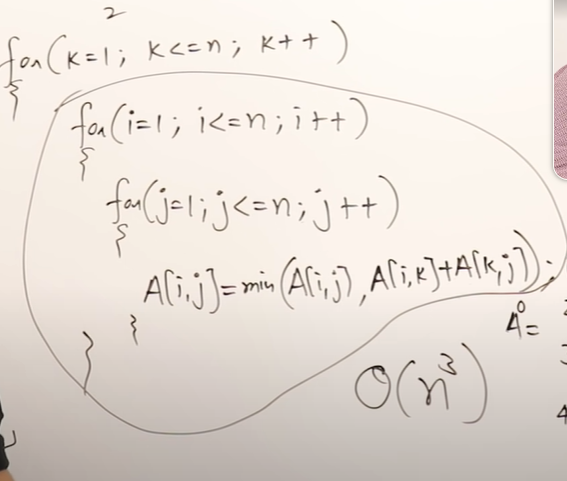 2
for(k=1; k<=n; k++)
{
for(i=1; i<=n; i++)
{
for(j=1; j<=n; j++)
{
A[i,j]=min(A[i,j], A[i,k]+A[k,j]);
}
}
A⁰=
O(n³)
4